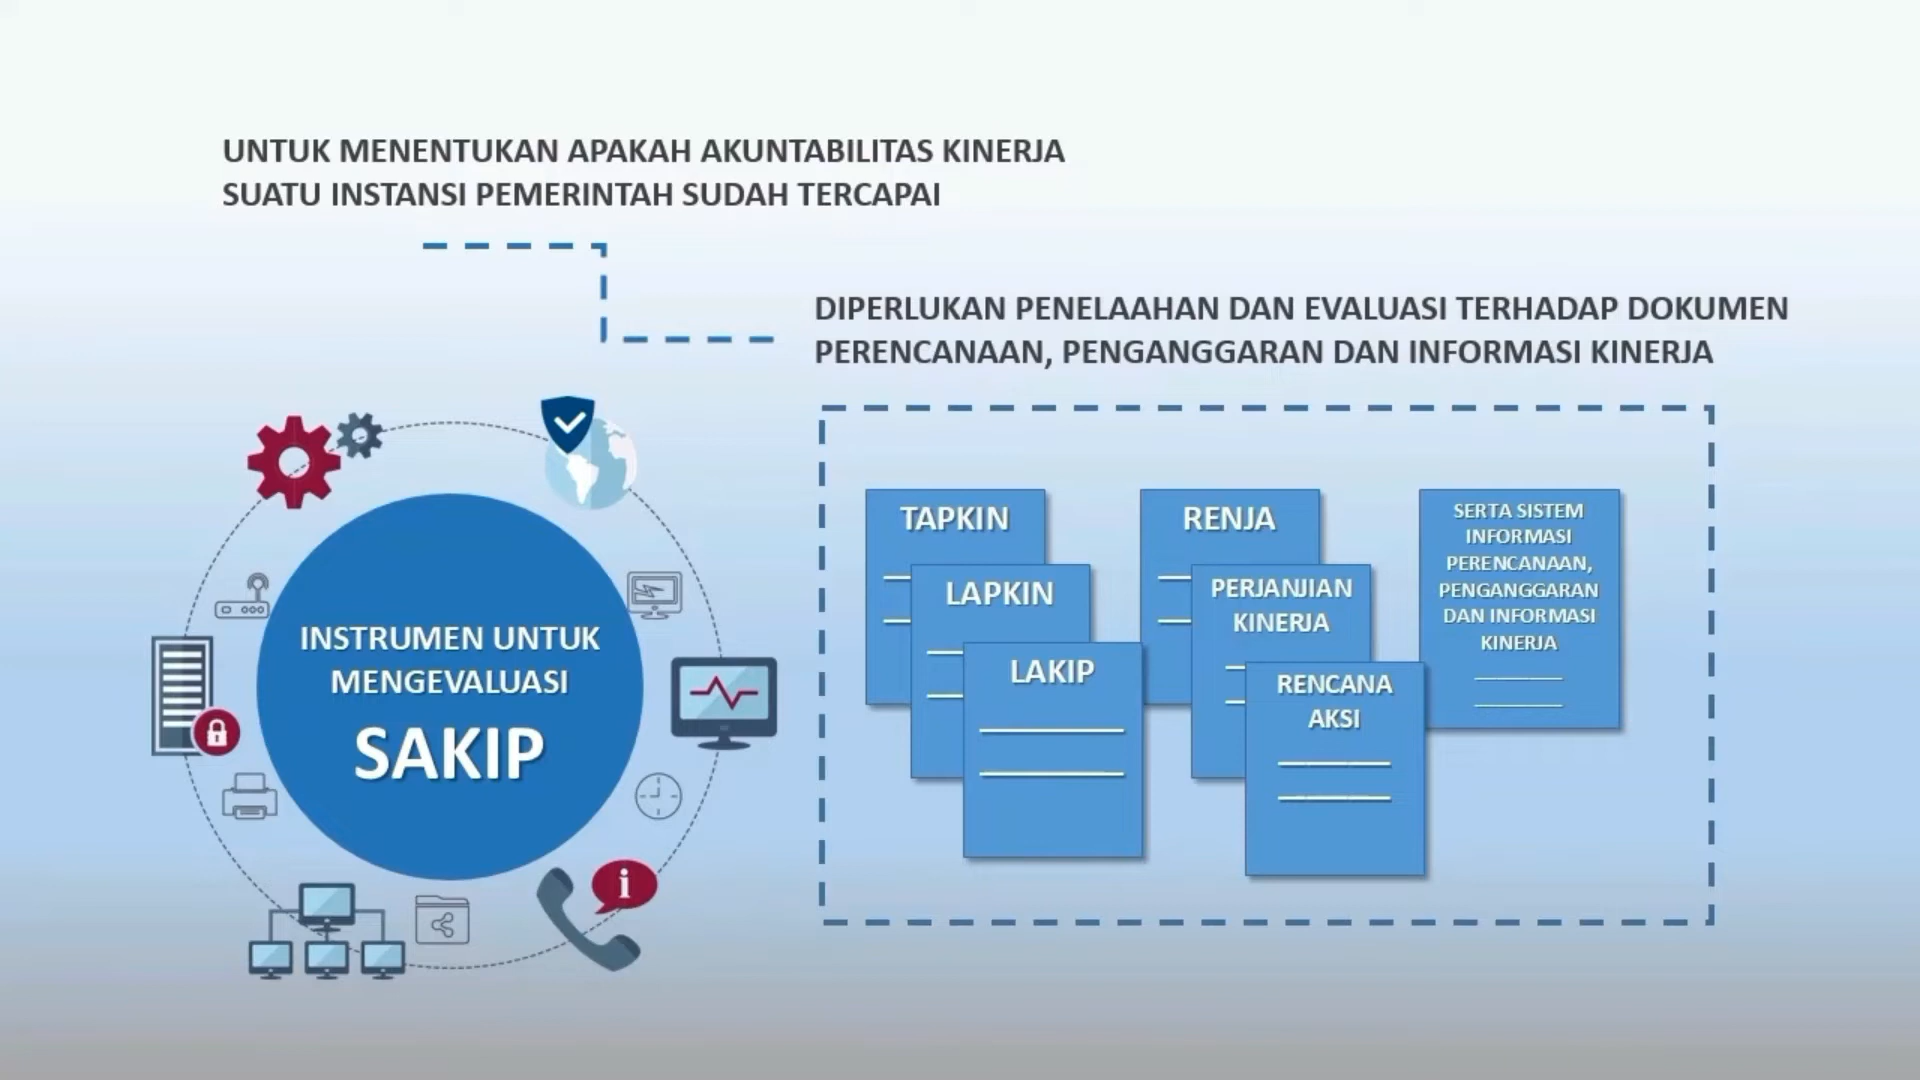 UNTUK MENENTUKAN APAKAH AKUNTABILITAS KINERJA
SUATU INSTANSI PEMERINTAH SUDAH TERCAPAI
DIPERLUKAN PENELAAHAN DAN EVALUASI TERHADAP DOKUMEN
PERENCANAAN, PENGANGGARAN DAN INFORMASI KINERJA
INSTRUMEN UNTUK
MENGEVALUASI
SAKIP
i
TAPKIN
LAPKIN
LAKIP
RENJA
PERJANJIAN
KINERJA
RENCANA
AKSI
SERTA SISTEM
INFORMASI
PERENCANAAN,
PENGANGGARAN
DAN INFORMASI
KINERJA